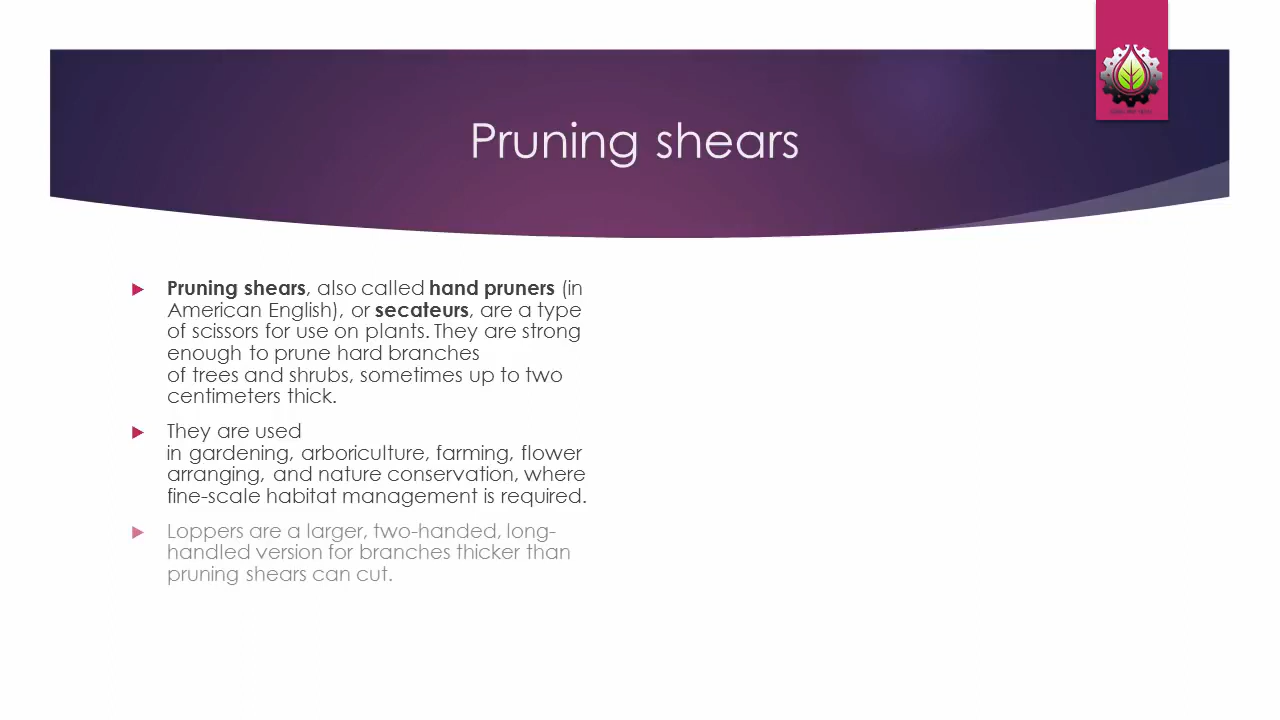 Pruning shears
Pruning shears, also called hand pruners (in
American English), or secateurs, are a type
of scissors for use on plants. They are strong
enough to prune hard branches
of trees and shrubs, sometimes up to two
centimeters thick.
They are used
in gardening, arboriculture, farming, flower
arranging, and nature conservation, where
fine-scale habitat management is required.
Loppers are a larger, two-handed, long-
handled version for branches thicker than
pruning shears can cut.